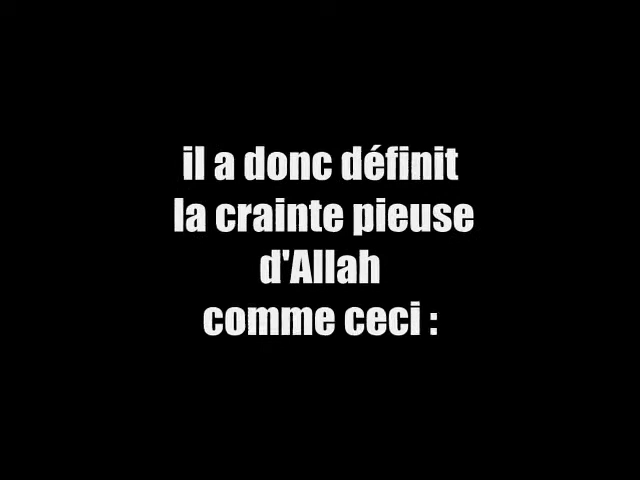 il a donc définit
la crainte pieuse
d'Allah
comme ceci :